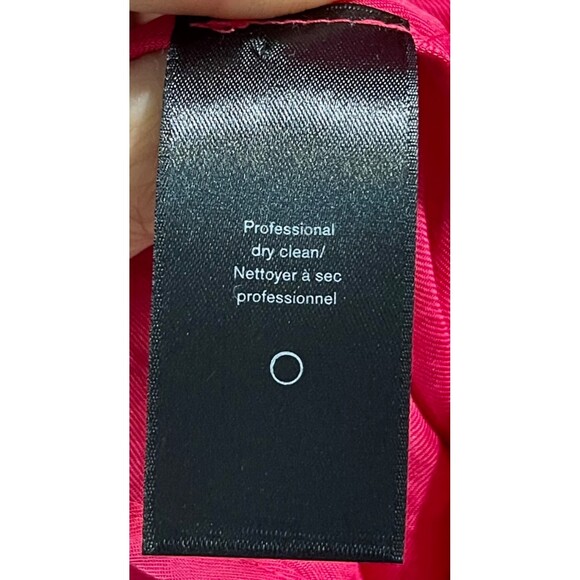 Professional
dry clean/
Nettoyer à sec
professionnel